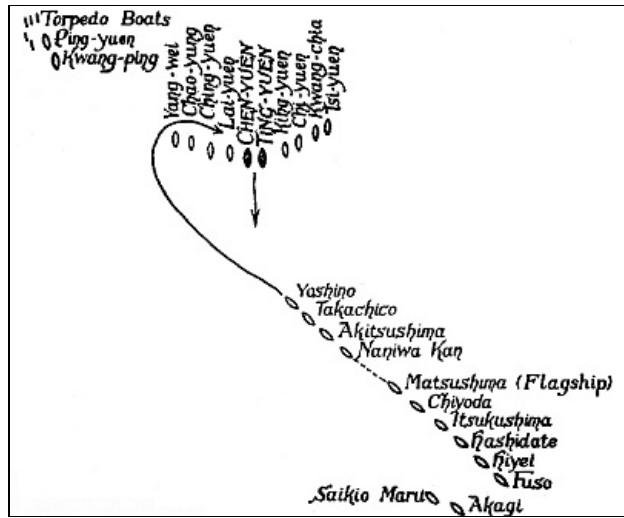 Torpedo Boats
Ping-yuen
Kwang-ping
Yang-wei
Chao-yung
Ching-yuen
Lai-yuen
CHEN-YUEN
TING-YUEN
King-yuen
Chi-yuen
Kwang-chia
Tsi-yuen
Yoshino
Takachico
Akitsushima
Naniwa Kan
Matsushima (Flagship)
Chiyoda
Itsukushima
Hashidate
Hiyei
Fuso
Saikio Maru
Akagi